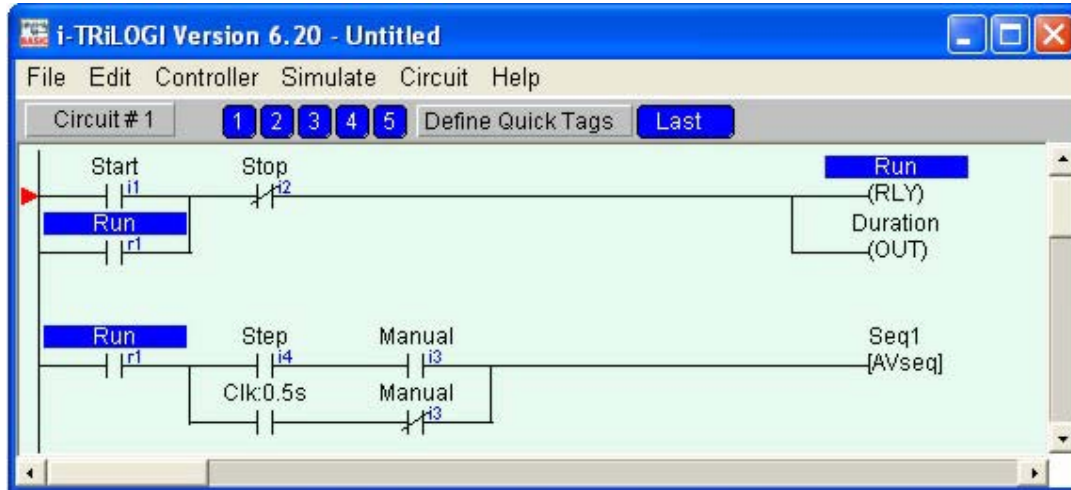 i-TRiLOGI Version 6.20 - Untitled
File Edit Controller Simulate Circuit Help
Circuit # 1 1 2 3 4 5 Define Quick Tags Last
Start Stop Run
i1 i2 (RLY)
Run Duration
r1 (OUT)
Run Step Manual Seq1
r1 i4 i3 [AVseq]
Clk:0.5s Manual
i3